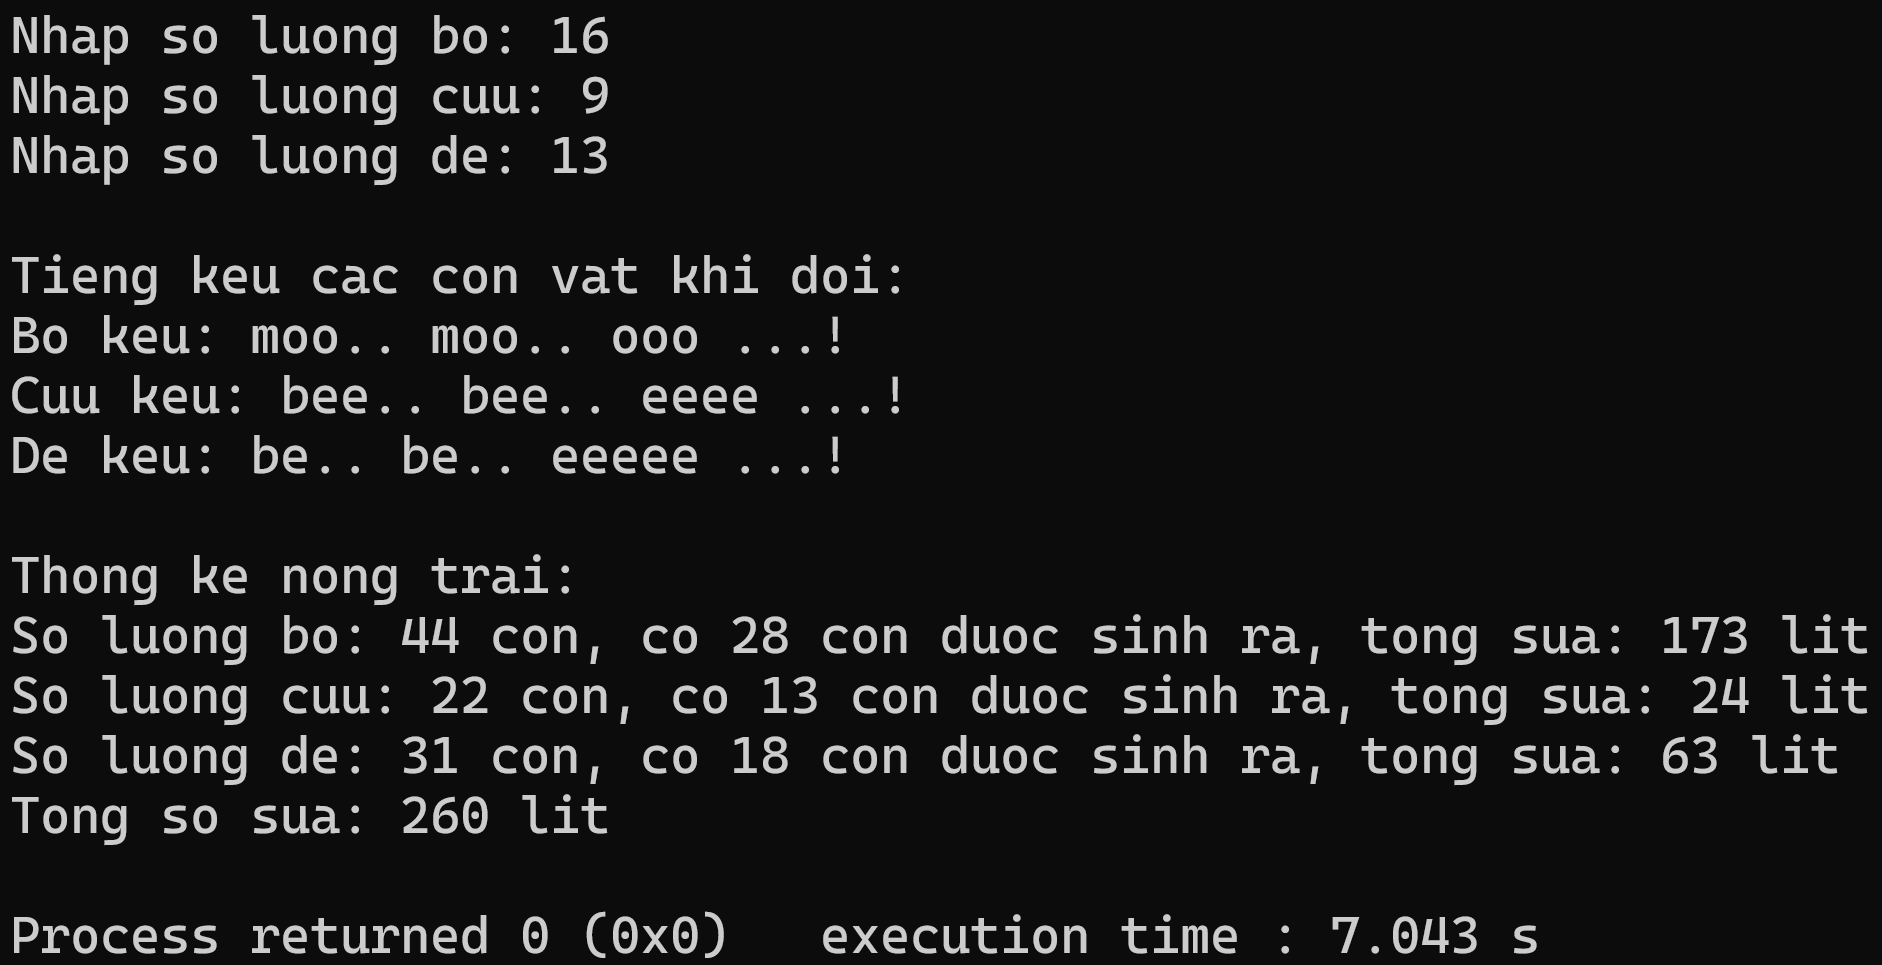 Nhap so luong bo: 16
Nhap so luong cuu: 9
Nhap so luong de: 13
Tieng keu cac con vat khi doi:
Bo keu: moo.. moo.. ooo ...!
Cuu keu: bee.. bee.. eeee ...!
De keu: be.. be.. eeeee ...!
Thong ke nong trai:
So luong bo: 44 con, co 28 con duoc sinh ra, tong sua: 173 lit
So luong cuu: 22 con, co 13 con duoc sinh ra, tong sua: 24 lit
So luong de: 31 con, co 18 con duoc sinh ra, tong sua: 63 lit
Tong so sua: 260 lit
Process returned 0 (0x0)   execution time : 7.043 s